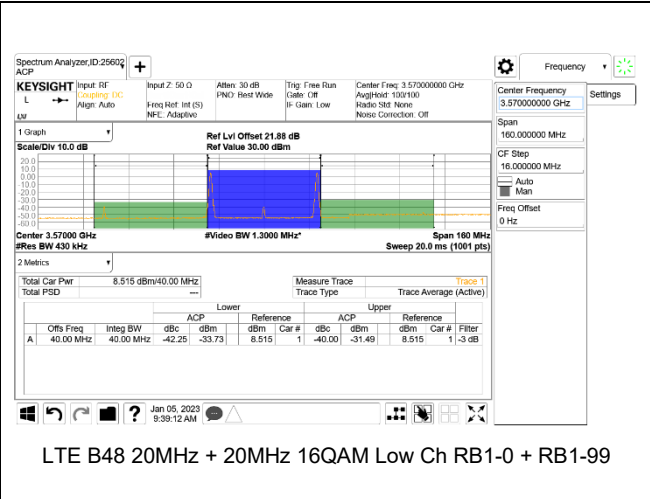 Spectrum Analyzer,ID:25602
ACP
KEYSIGHT Input: RF Input Z: 50 Ω Atten: 30 dB Trig: Free Run Center Freq: 3.570000000 GHz
L Coupling: DC PNO: Best Wide Gate: Off Avg|Hold: 100/100
Align: Auto Freq Ref: Int (S) IF Gain: Low Radio Std: None
NFE: Adaptive Noise Correction: Off
1 Graph Ref Lvl Offset 21.88 dB
Scale/Div 10.0 dB Ref Value 30.00 dBm
20.0
10.0
0.00
-10.0
-20.0
-30.0
-40.0
-50.0
-60.0
Center 3.57000 GHz #Video BW 1.3000 MHz* Span 160 MHz
#Res BW 430 kHz Sweep 20.0 ms (1001 pts)
2 Metrics
Total Car Pwr 8.515 dBm/40.00 MHz Measure Trace Trace 1
Total PSD --- Trace Type Trace Average (Active)
Lower Upper
ACP Reference ACP Reference
Offs Freq Integ BW dBc dBm dBm Car # dBc dBm dBm Car # Filter
A 40.00 MHz 40.00 MHz -42.25 -33.73 8.515 1 -40.00 -31.49 8.515 1 -3 dB
Jan 05, 2023
9:39:12 AM
Frequency
Settings
Center Frequency
3.570000000 GHz
Span
160.000000 MHz
CF Step
16.000000 MHz
Auto
Man
Freq Offset
0 Hz
LTE B48 20MHz + 20MHz 16QAM Low Ch RB1-0 + RB1-99